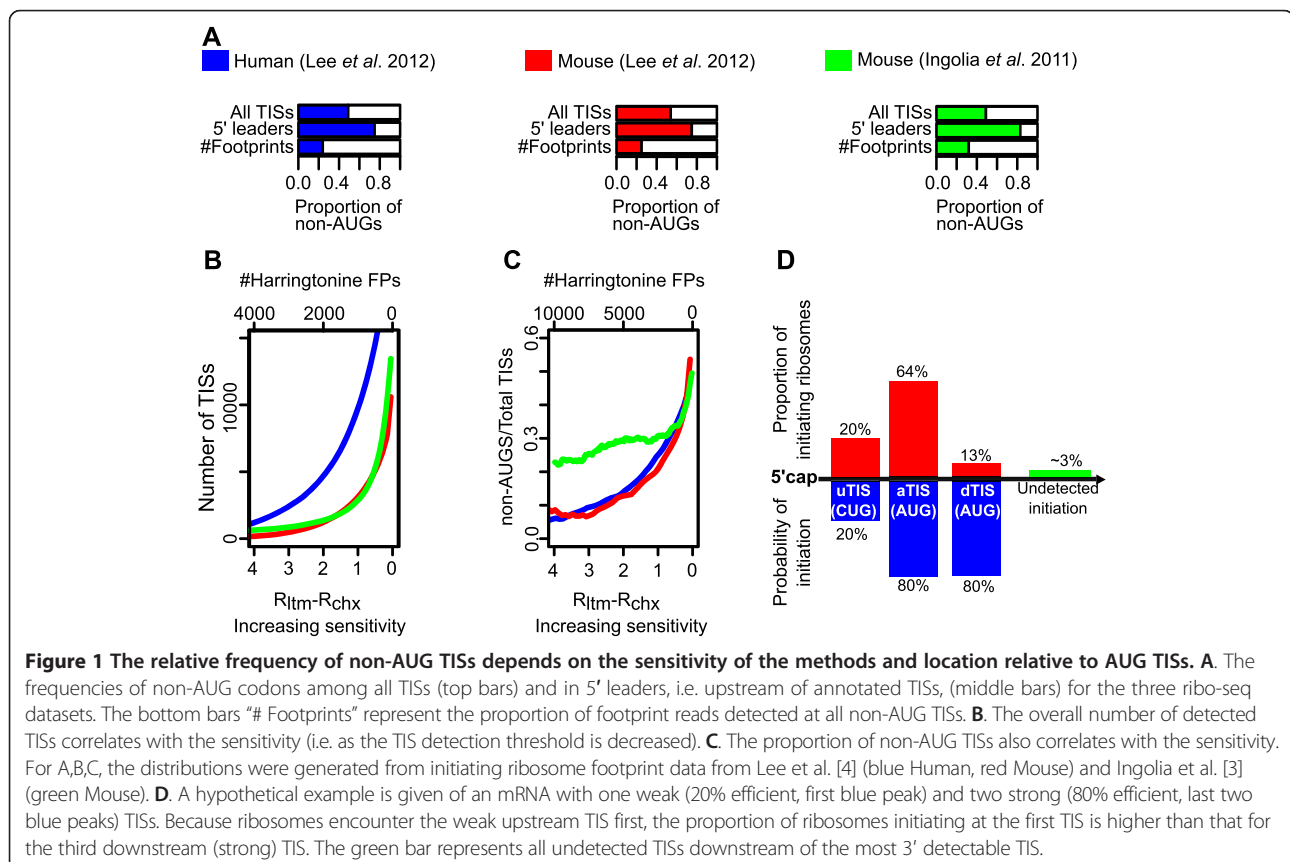 A
Human (Lee et al. 2012)
Mouse (Lee et al. 2012)
Mouse (Ingolia et al. 2011)
All TISs
5' leaders
#Footprints
0.0 0.4 0.8
Proportion of
non-AUGs
All TISs
5' leaders
#Footprints
0.0 0.4 0.8
Proportion of
non-AUGs
All TISs
5' leaders
#Footprints
0.0 0.4 0.8
Proportion of
non-AUGs
B
#Harringtonine FPs
4000 2000 0
Number of TISs
0 10000
4 3 2 1 0
Rltm-Rchx
Increasing sensitivity
C
#Harringtonine FPs
10000 5000 0
non-AUGS/Total TISs
0.0 0.3 0.6
4 3 2 1 0
Rltm-Rchx
Increasing sensitivity
D
Proportion of
initiating ribosomes
20%
64%
13%
~3%
5'cap
uTIS
(CUG)
aTIS
(AUG)
dTIS
(AUG)
Undetected
initiation
Probability of
initiation
20%
80%
80%
Figure 1 The relative frequency of non-AUG TISs depends on the sensitivity of the methods and location relative to AUG TISs. A. The
frequencies of non-AUG codons among all TISs (top bars) and in 5′ leaders, i.e. upstream of annotated TISs, (middle bars) for the three ribo-seq
datasets. The bottom bars “# Footprints” represent the proportion of footprint reads detected at all non-AUG TISs. B. The overall number of detected
TISs correlates with the sensitivity (i.e. as the TIS detection threshold is decreased). C. The proportion of non-AUG TISs also correlates with the sensitivity.
For A,B,C, the distributions were generated from initiating ribosome footprint data from Lee et al. [4] (blue Human, red Mouse) and Ingolia et al. [3]
(green Mouse). D. A hypothetical example is given of an mRNA with one weak (20% efficient, first blue peak) and two strong (80% efficient, last two
blue peaks) TISs. Because ribosomes encounter the weak upstream TIS first, the proportion of ribosomes initiating at the first TIS is higher than that for
the third downstream (strong) TIS. The green bar represents all undetected TISs downstream of the most 3′ detectable TIS.